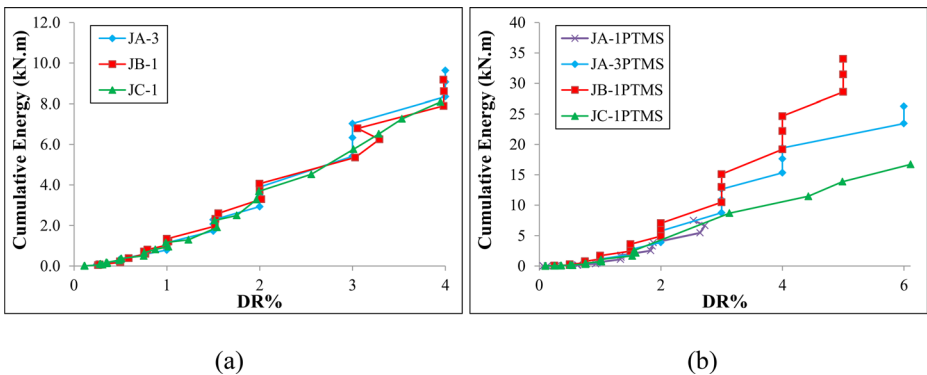 12.0
10.0
8.0
6.0
4.0
2.0
0.0
0 1 2 3 4
Cumulative Energy (kN.m)
DR%
JA-3
JB-1
JC-1
(a)
40
35
30
25
20
15
10
5
0
0 2 4 6
Cumulative Energy (kN.m)
DR%
JA-1PTMS
JA-3PTMS
JB-1PTMS
JC-1PTMS
(b)